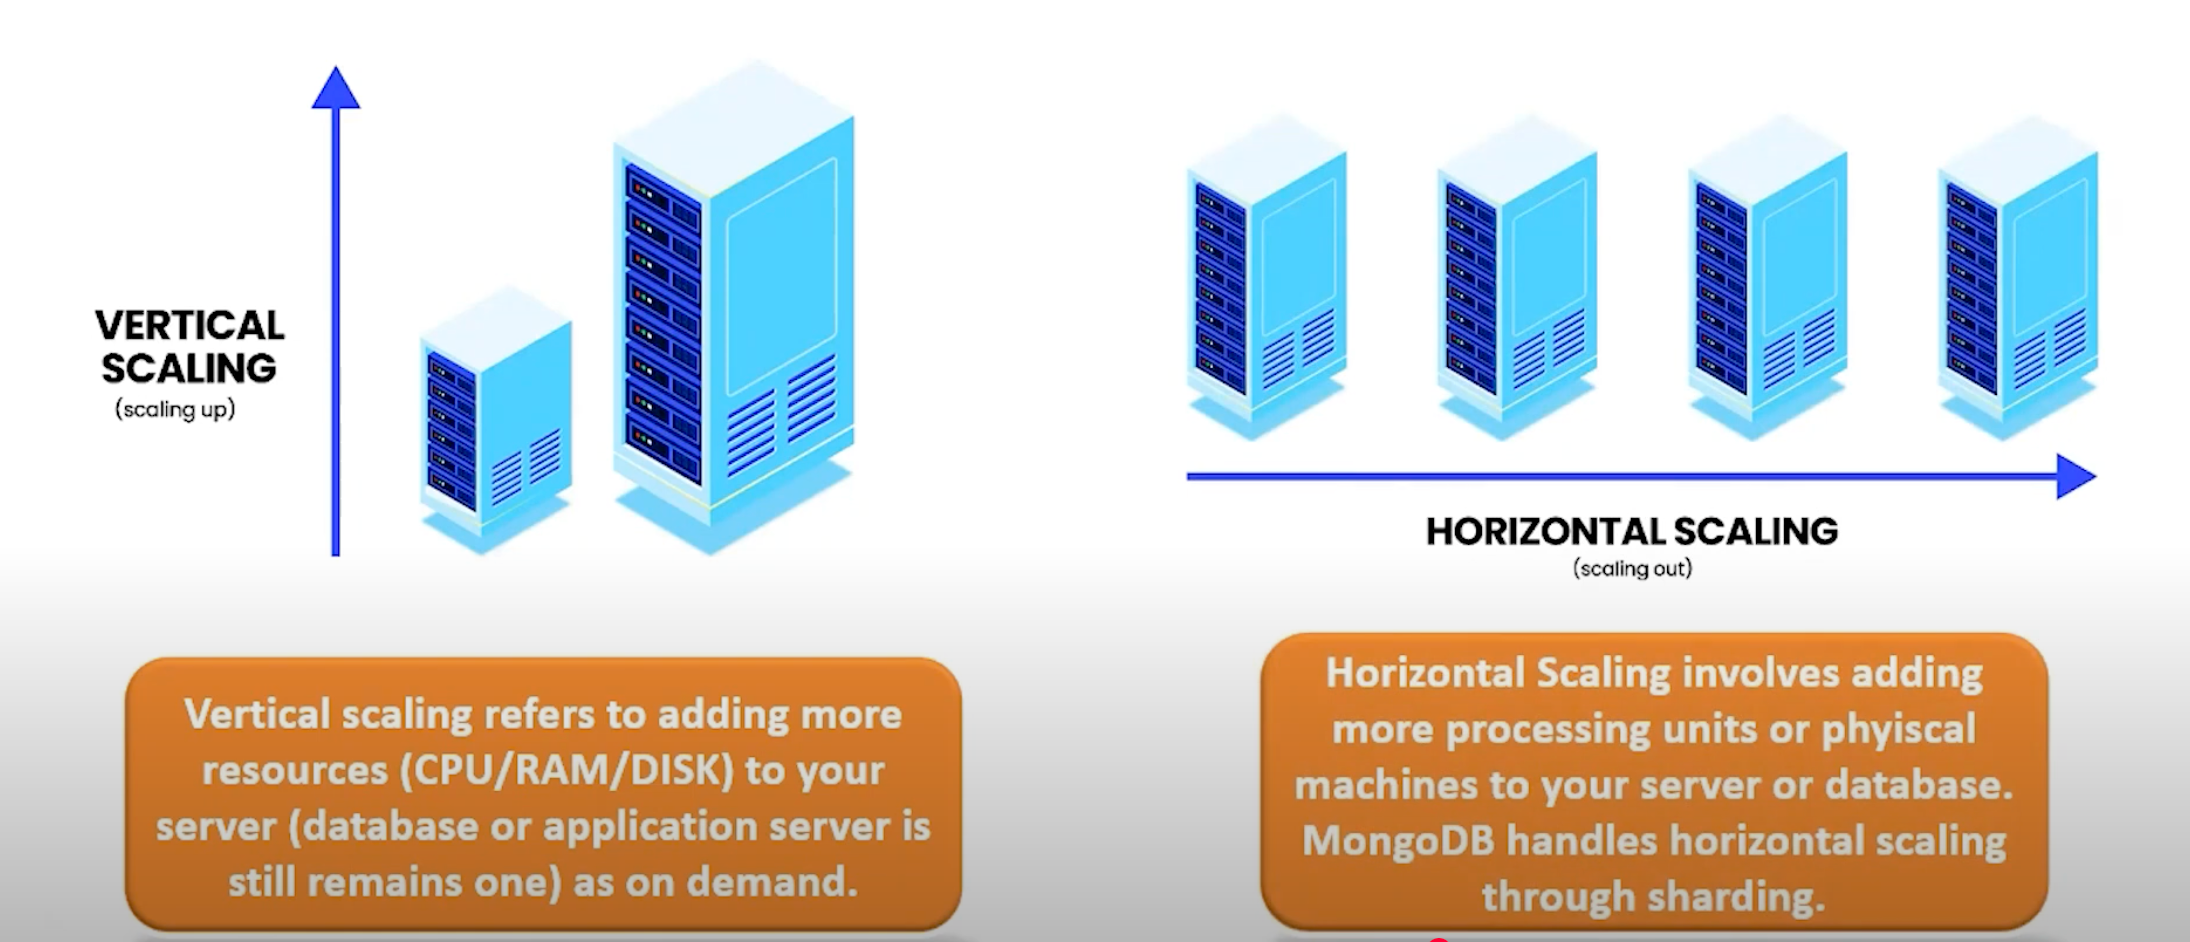 VERTICAL
SCALING
(scaling up)
HORIZONTAL SCALING
(scaling out)
Vertical scaling refers to adding more
resources (CPU/RAM/DISK) to your
server (database or application server is
still remains one) as on demand.
Horizontal Scaling involves adding
more processing units or phyiscal
machines to your server or database.
MongoDB handles horizontal scaling
through sharding.